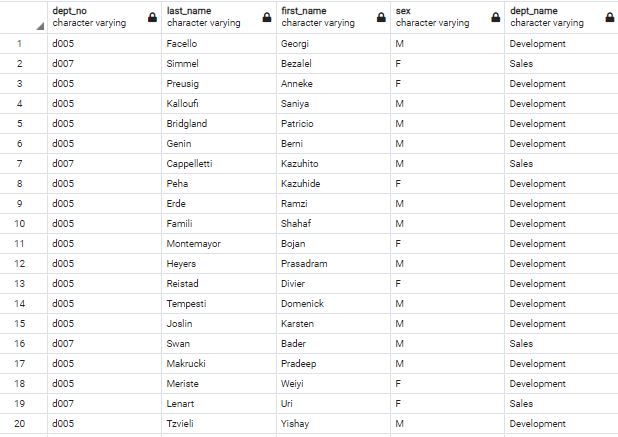 dept_no last_name first_name sex dept_name
character varying character varying character varying character varying character varying
1 d005 Facello Georgi M Development
2 d007 Simmel Bezalel F Sales
3 d005 Preusig Anneke F Development
4 d005 Kalloufi Saniya M Development
5 d005 Bridgland Patricio M Development
6 d005 Genin Berni M Development
7 d007 Cappelletti Kazuhito M Sales
8 d005 Peha Kazuhide F Development
9 d005 Erde Ramzi M Development
10 d005 Famili Shahaf M Development
11 d005 Montemayor Bojan F Development
12 d005 Heyers Prasadram M Development
13 d005 Reistad Divier F Development
14 d005 Tempesti Domenick M Development
15 d005 Joslin Karsten M Development
16 d007 Swan Bader M Sales
17 d005 Makrucki Pradeep M Development
18 d005 Meriste Weiyi F Development
19 d007 Lenart Uri F Sales
20 d005 Tzvieli Yishay M Development